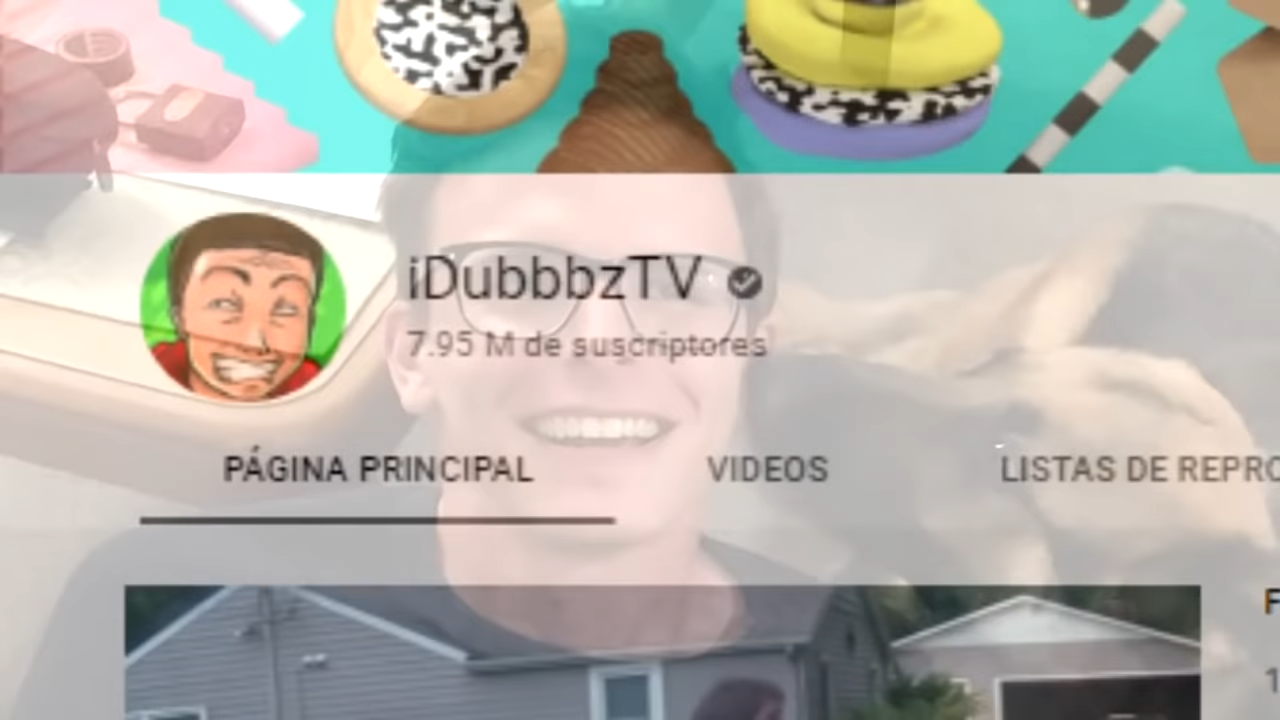 iDubbbzTV
7.95 M de suscriptores
PÁGINA PRINCIPAL VIDEOS LISTAS DE REPRO